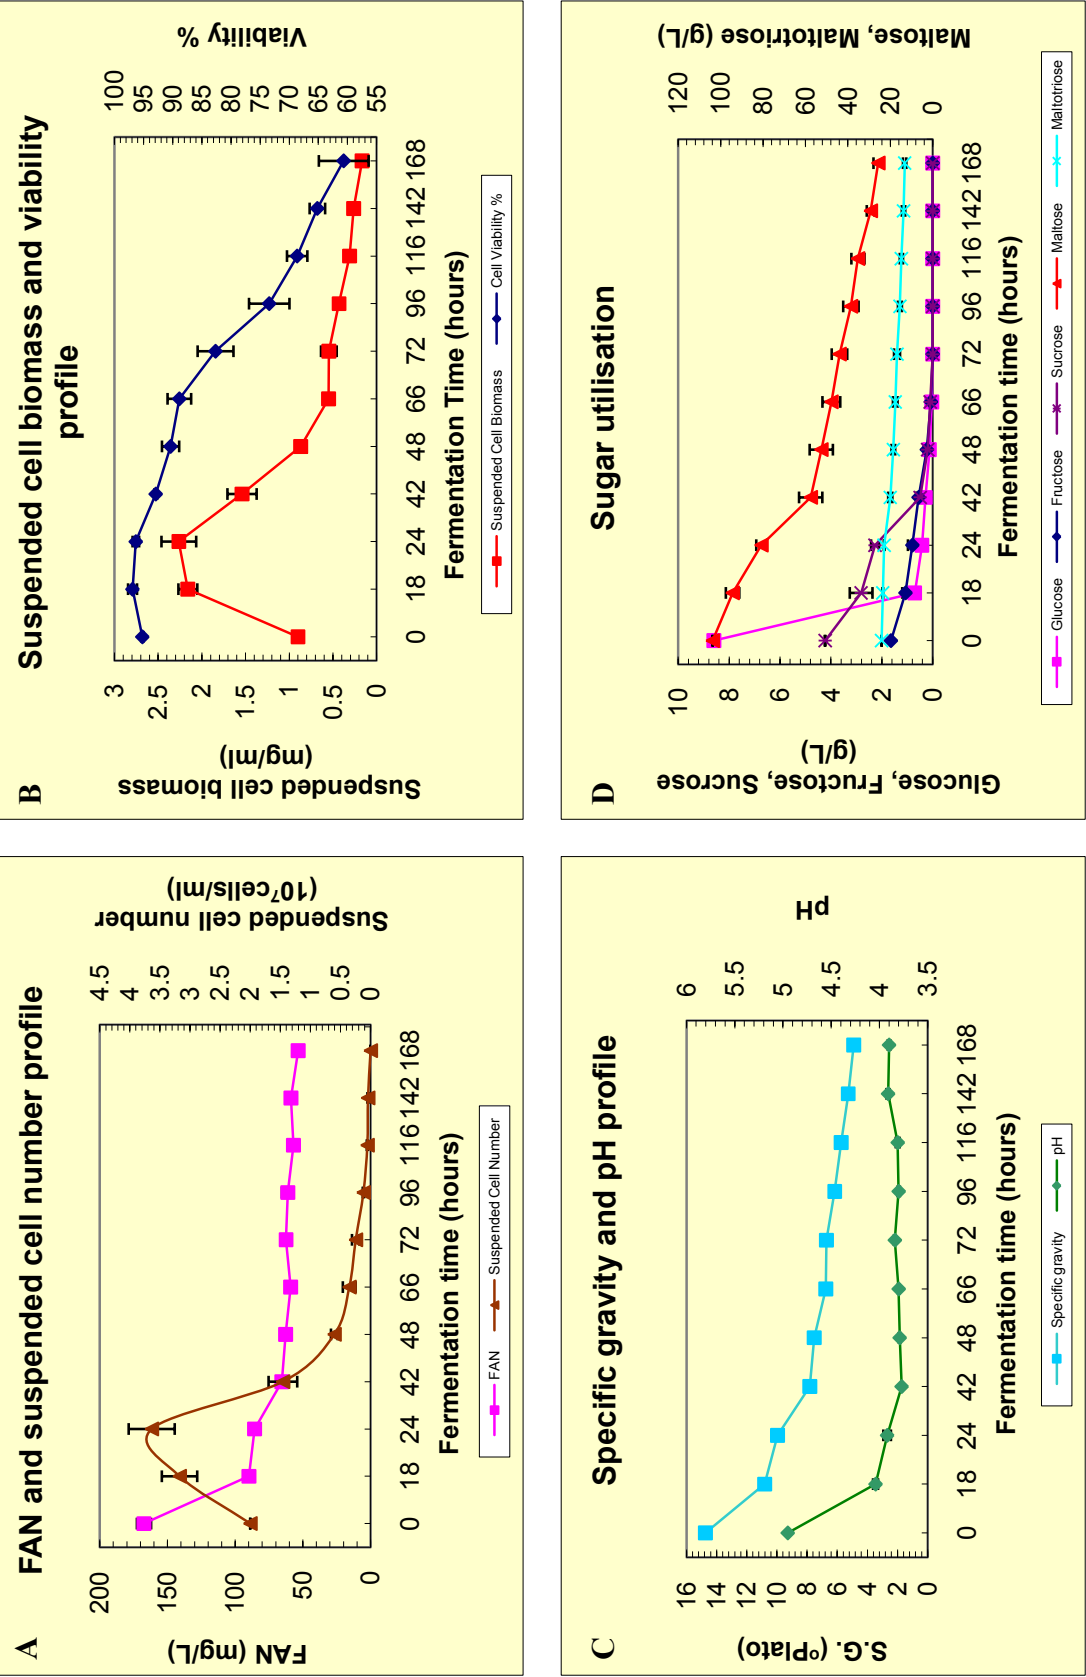 A
FAN and suspended cell number profile
FAN (mg/L)
200
150
100
50
0
4.5
4
3.5
3
2.5
2
1.5
1
0.5
0
Suspended cell number
(10⁷cells/ml)
0 18 24 42 48 66 72 96 116 142 168
Fermentation time (hours)
FAN Suspended Cell Number
B
Suspended cell biomass and viability
profile
Suspended cell biomass
(mg/ml)
3
2.5
2
1.5
1
0.5
0
100
95
90
85
80
75
70
65
60
55
Viability %
0 18 24 42 48 66 72 96 116 142 168
Fermentation Time (hours)
Suspended Cell Biomass Cell Viability %
C
Specific gravity and pH profile
S.G. (ºPlato)
16
14
12
10
8
6
4
2
0
6
5.5
5
4.5
4
3.5
pH
0 18 24 42 48 66 72 96 116 142 168
Fermentation time (hours)
Specific gravity pH
D
Sugar utilisation
Glucose, Fructose, Sucrose
(g/L)
10
8
6
4
2
0
120
100
80
60
40
20
0
Maltose, Maltotriose (g/L)
0 18 24 42 48 66 72 96 116 142 168
Fermentation time (hours)
Glucose Fructose Sucrose Maltose Maltotriose